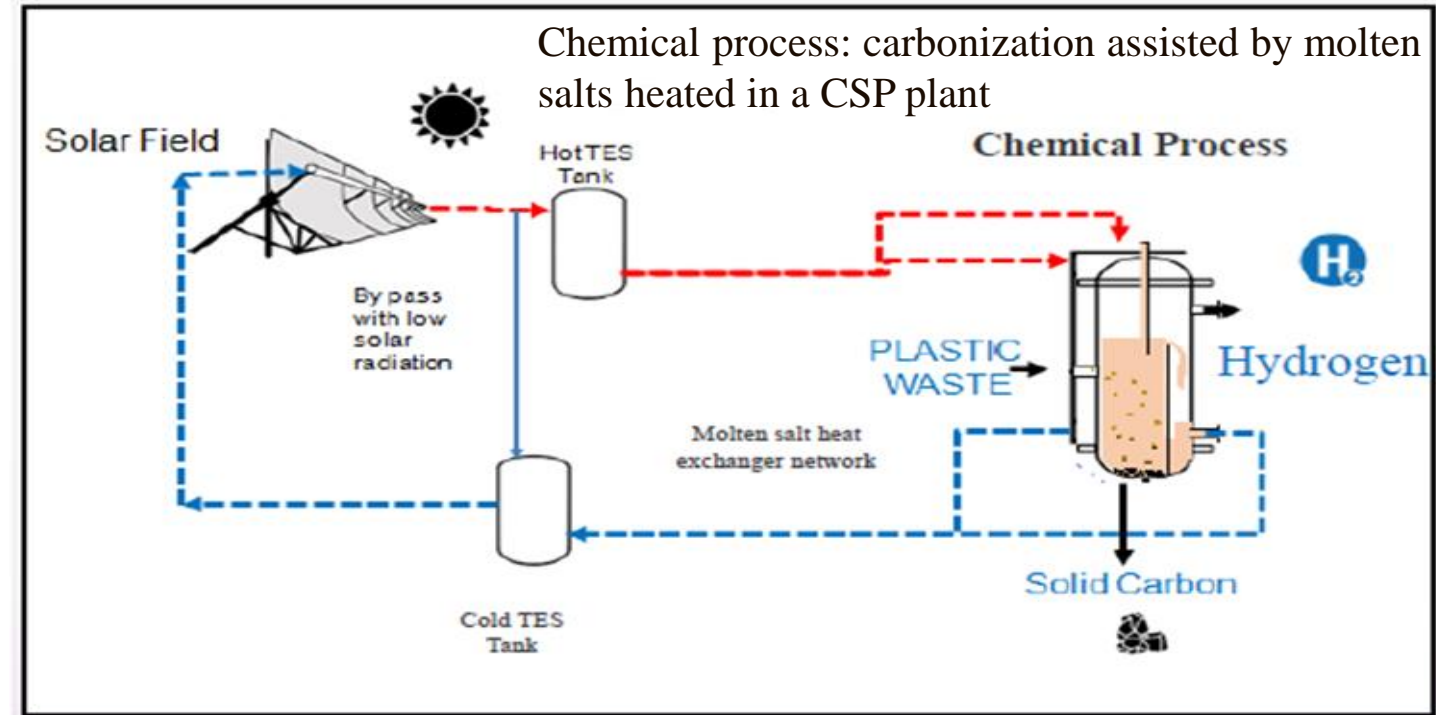 Chemical process: carbonization assisted by molten
salts heated in a CSP plant
Solar Field
Hot TES
Tank
Chemical Process
H2
By pass
with low
solar
radiation
PLASTIC
WASTE
Hydrogen
Molten salt heat
exchanger network
Solid Carbon
Cold TES
Tank